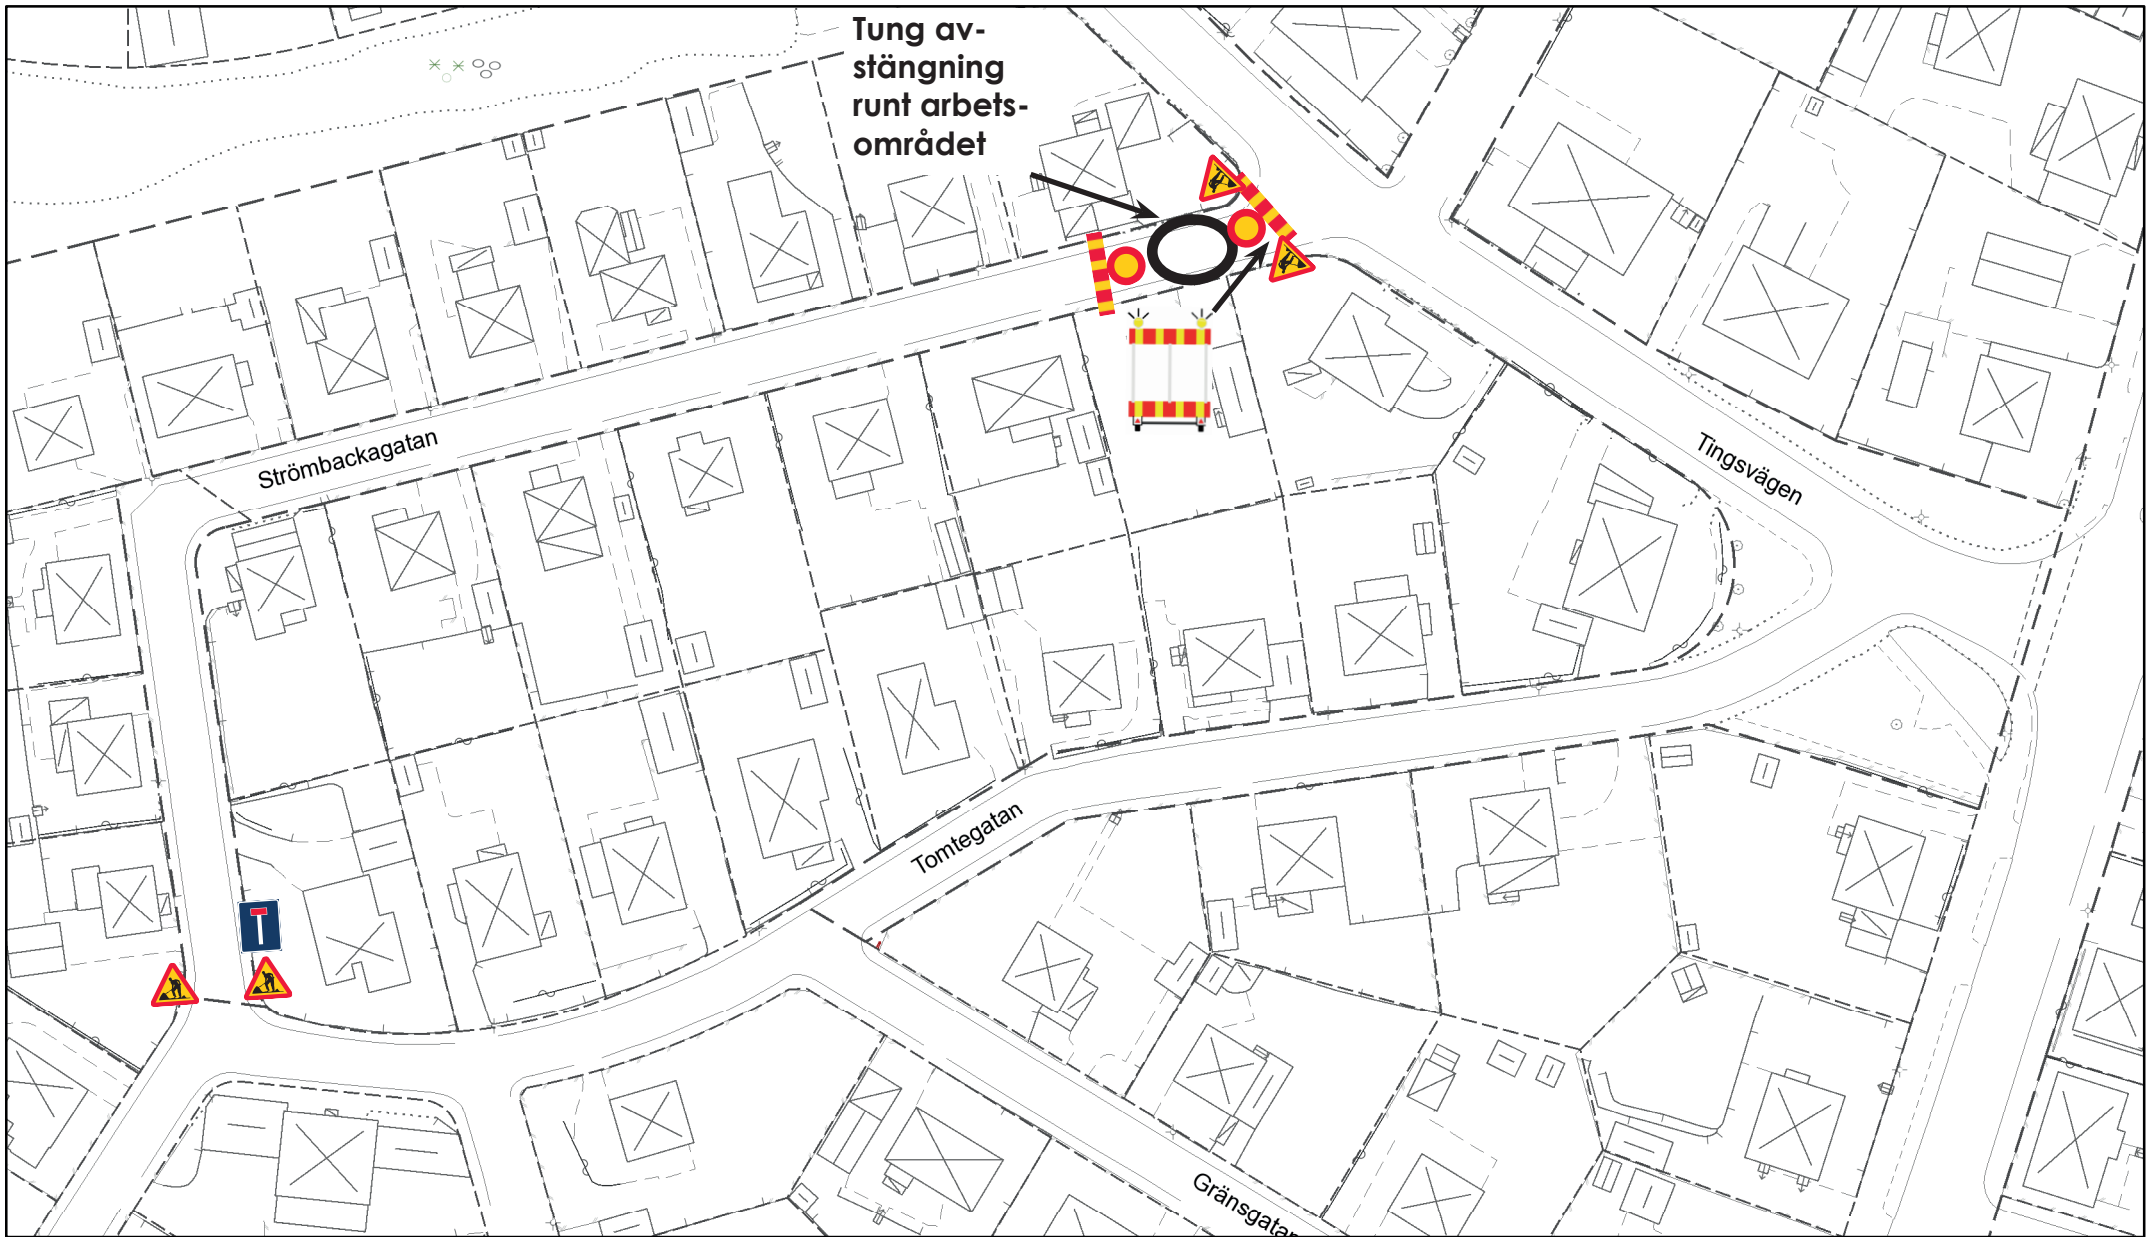 Tung av-
stängning
runt arbets-
området
Strömbackagatan
Tingsvägen
Tomtegatan
Gränsgatan